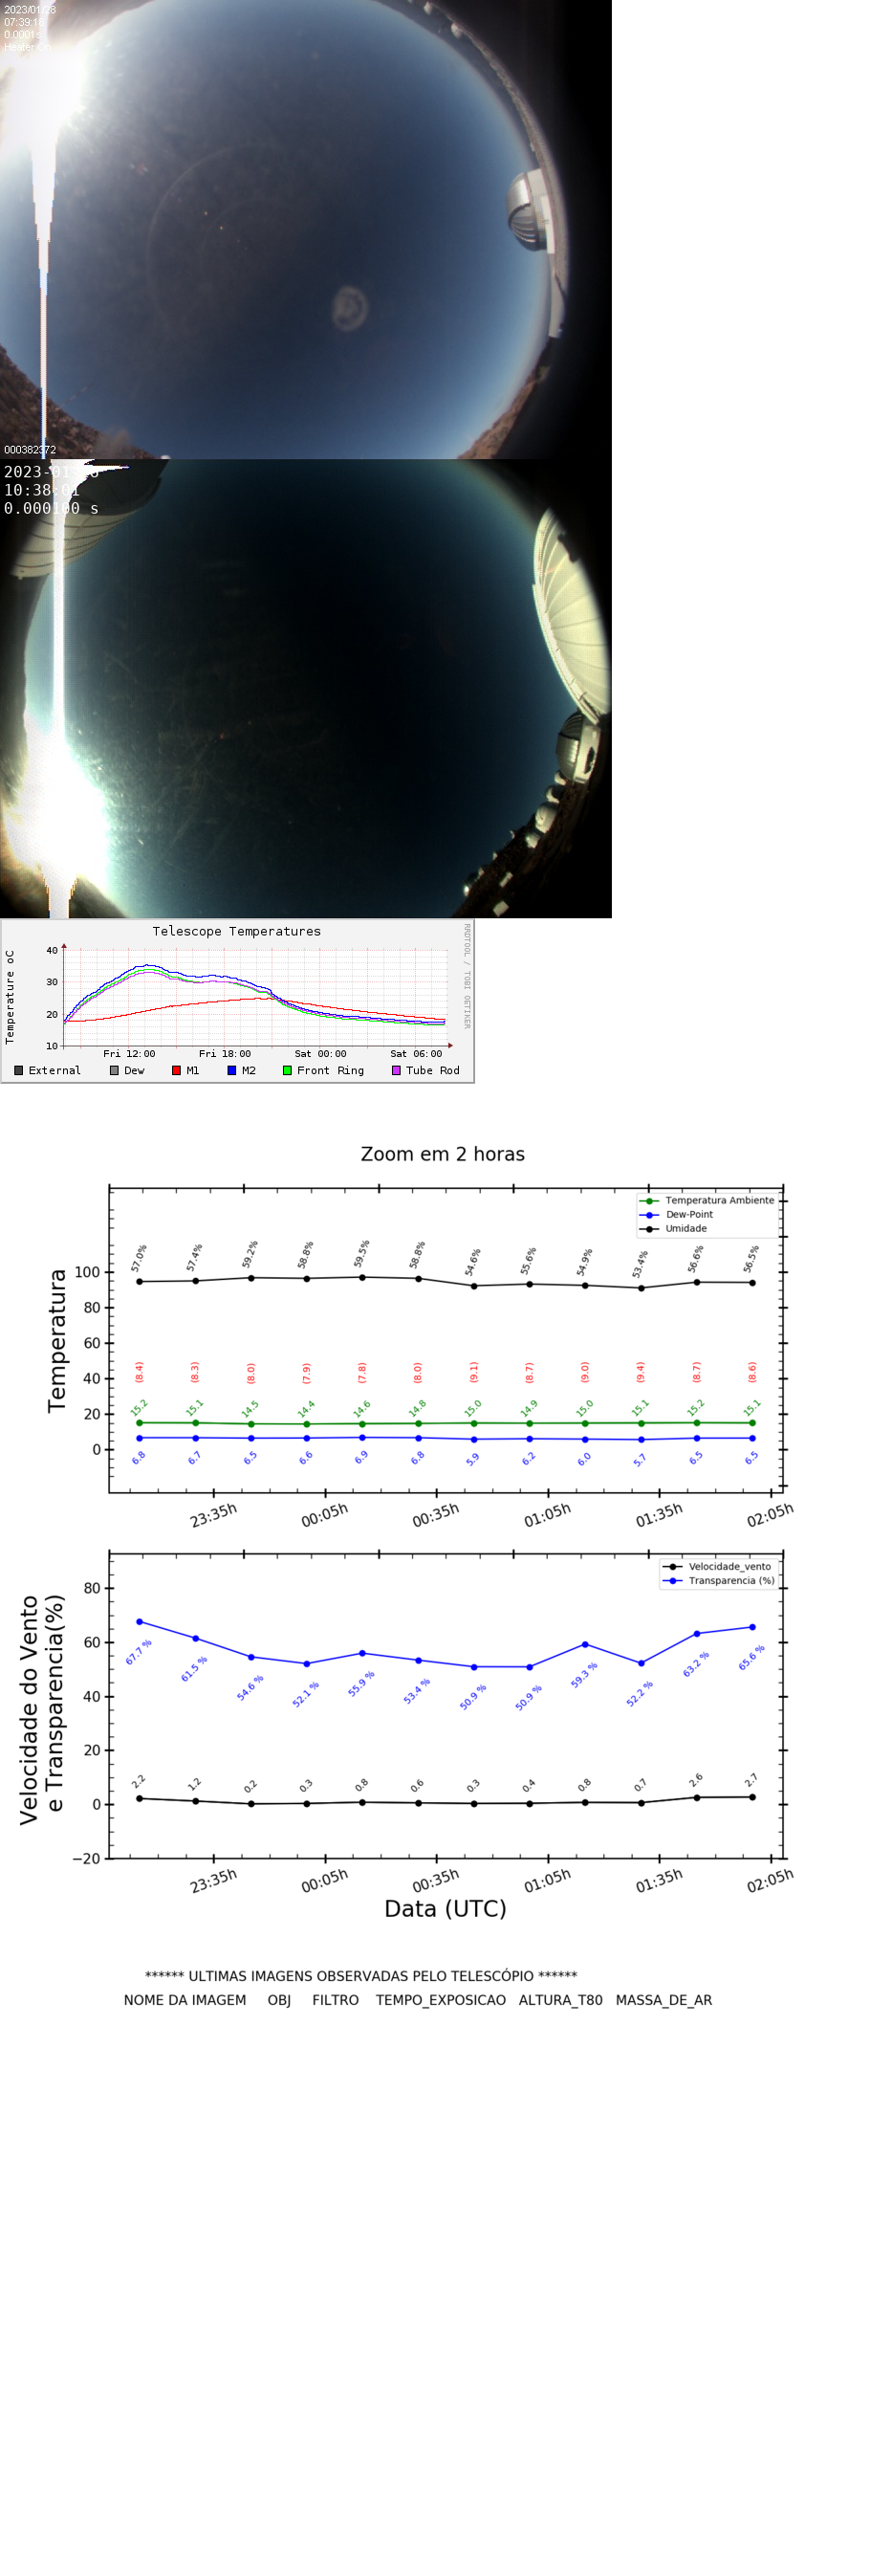 2023/01/28
07:39:18
0.0001s
Heater On
000382372
10:38:01
0.000100 s
Telescope Temperatures
RRDTOOL / TOBI OETIKER
Temperature oC
40
30
20
10
Fri 12:00 Fri 18:00 Sat 00:00 Sat 06:00
External Dew M1 M2 Front Ring Tube Rod
Zoom em 2 horas
Temperatura Ambiente
Dew-Point
Umidade
Temperatura
100
80
60
40
20
0
57.0% 57.4% 59.2% 58.8% 59.5% 58.8% 54.6% 55.6% 54.9% 53.4% 56.6% 56.5%
(8.4) (8.3) (8.0) (7.9) (7.8) (8.0) (9.1) (8.7) (9.0) (9.4) (8.7) (8.6)
15.2 15.1 14.5 14.4 14.6 14.8 15.0 14.9 15.0 15.1 15.2 15.1
6.8 6.7 6.5 6.6 6.9 6.8 5.9 6.2 6.0 5.7 6.5 6.5
23:35h 00:05h 00:35h 01:05h 01:35h 02:05h
Velocidade_vento
Transparencia (%)
Velocidade do Vento
e Transparencia(%)
80
60
40
20
0
−20
67.7 % 61.5 % 54.6 % 52.1 % 55.9 % 53.4 % 50.9 % 50.9 % 59.3 % 52.2 % 63.2 % 65.6 %
2.2 1.2 0.2 0.3 0.8 0.6 0.3 0.4 0.8 0.7 2.6 2.7
23:35h 00:05h 00:35h 01:05h 01:35h 02:05h
Data (UTC)
****** ULTIMAS IMAGENS OBSERVADAS PELO TELESCÓPIO ******
NOME DA IMAGEM OBJ FILTRO TEMPO_EXPOSICAO ALTURA_T80 MASSA_DE_AR